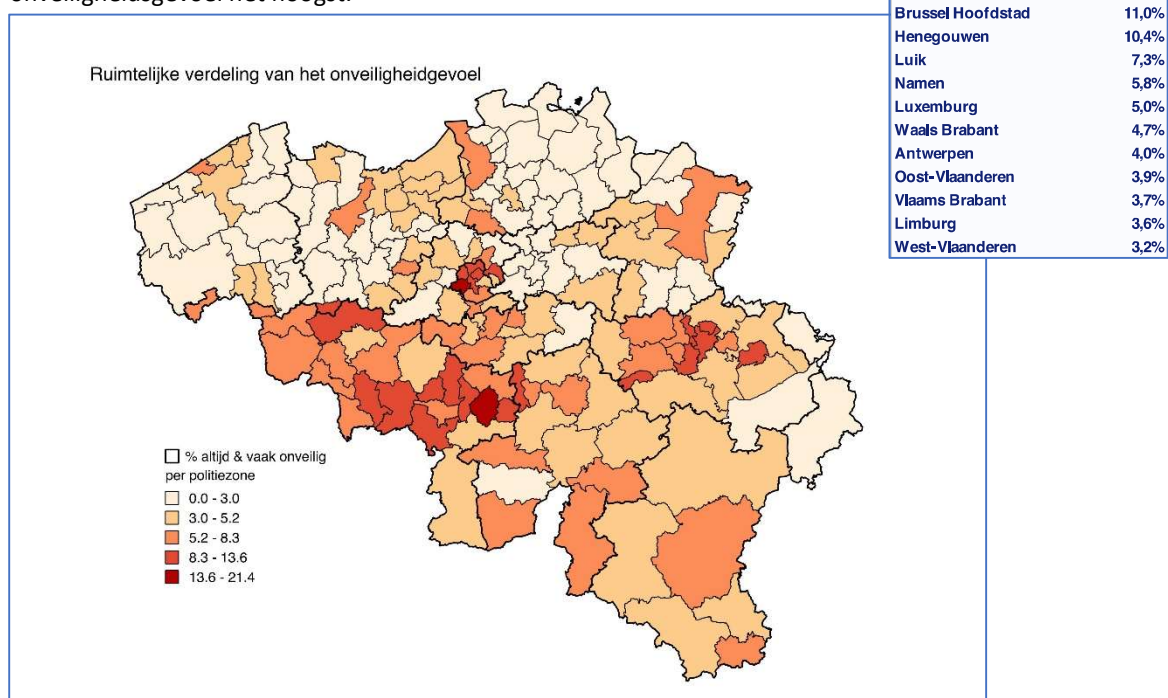 onveiligheidsgevoel het hoogst.
Brussel Hoofdstad 11,0%
Henegouwen 10,4%
Luik 7,3%
Namen 5,8%
Luxemburg 5,0%
Waals Brabant 4,7%
Antwerpen 4,0%
Oost-Vlaanderen 3,9%
Vlaams Brabant 3,7%
Limburg 3,6%
West-Vlaanderen 3,2%
Ruimtelijke verdeling van het onveiligheidgevoel
% altijd & vaak onveilig
per politiezone
0.0 - 3.0
3.0 - 5.2
5.2 - 8.3
8.3 - 13.6
13.6 - 21.4